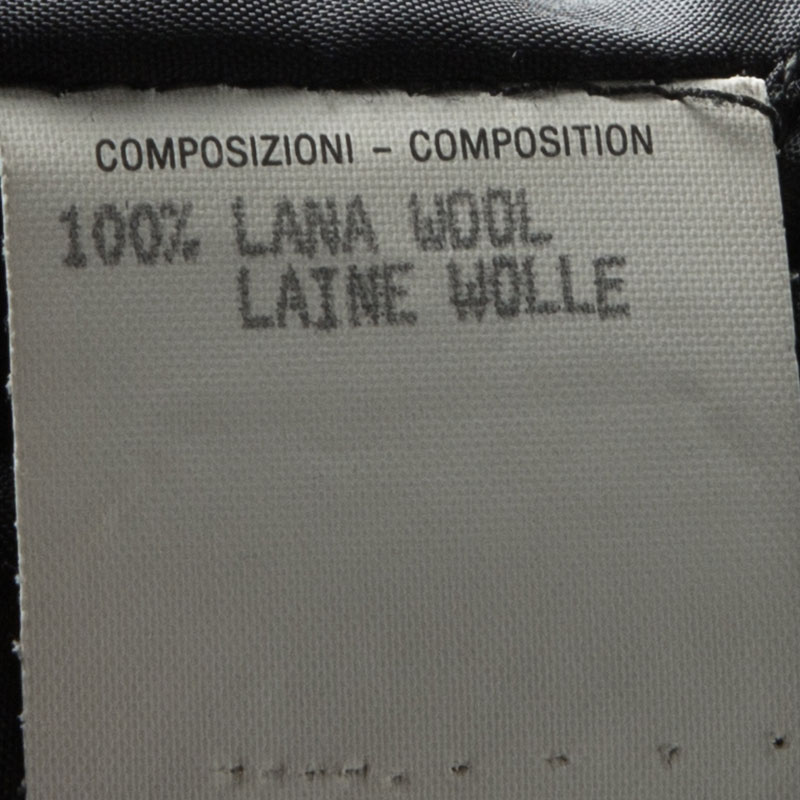 COMPOSIZIONI – COMPOSITION
100% LANA WOOL
LAINE WOLLE